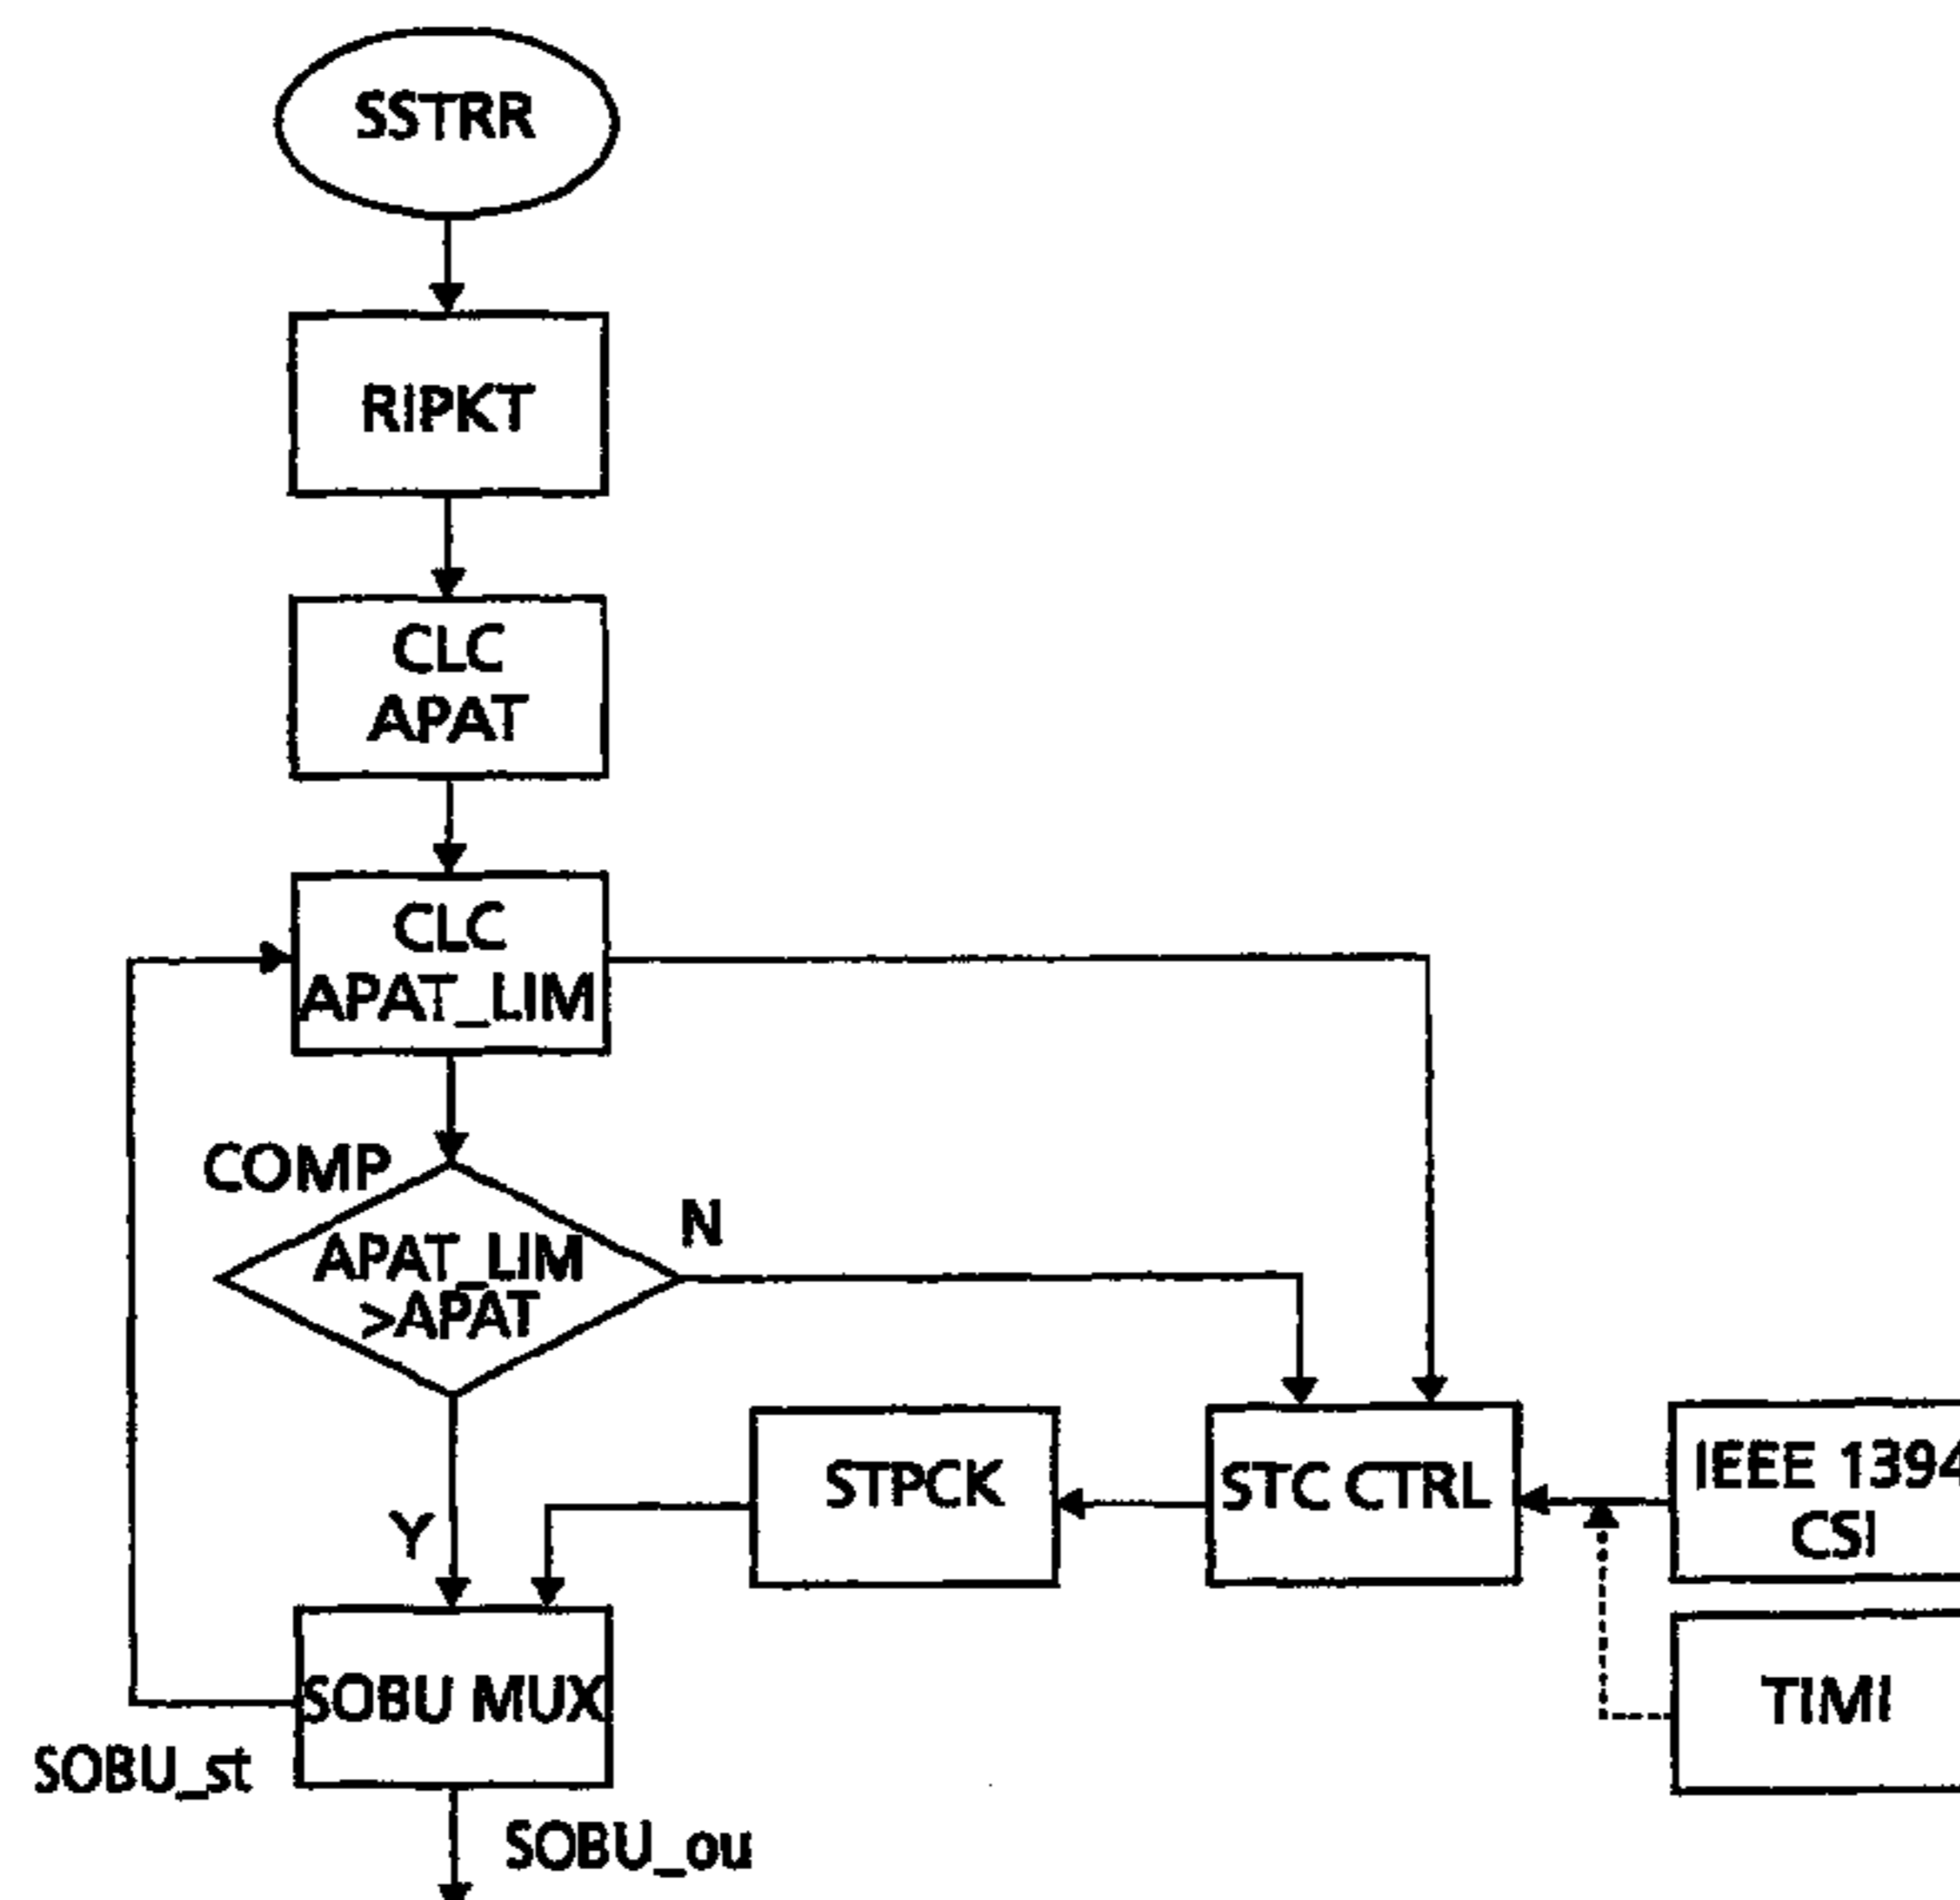 SSTRR
RIPKT
CLC
APAT
CLC
APAT_LIM
COMP
APAT_LIM
>APAT
N
Y
STPCK
STC CTRL
IEEE 1394
CSI
TIMI
SOBU MUX
SOBU_st
SOBU_ou